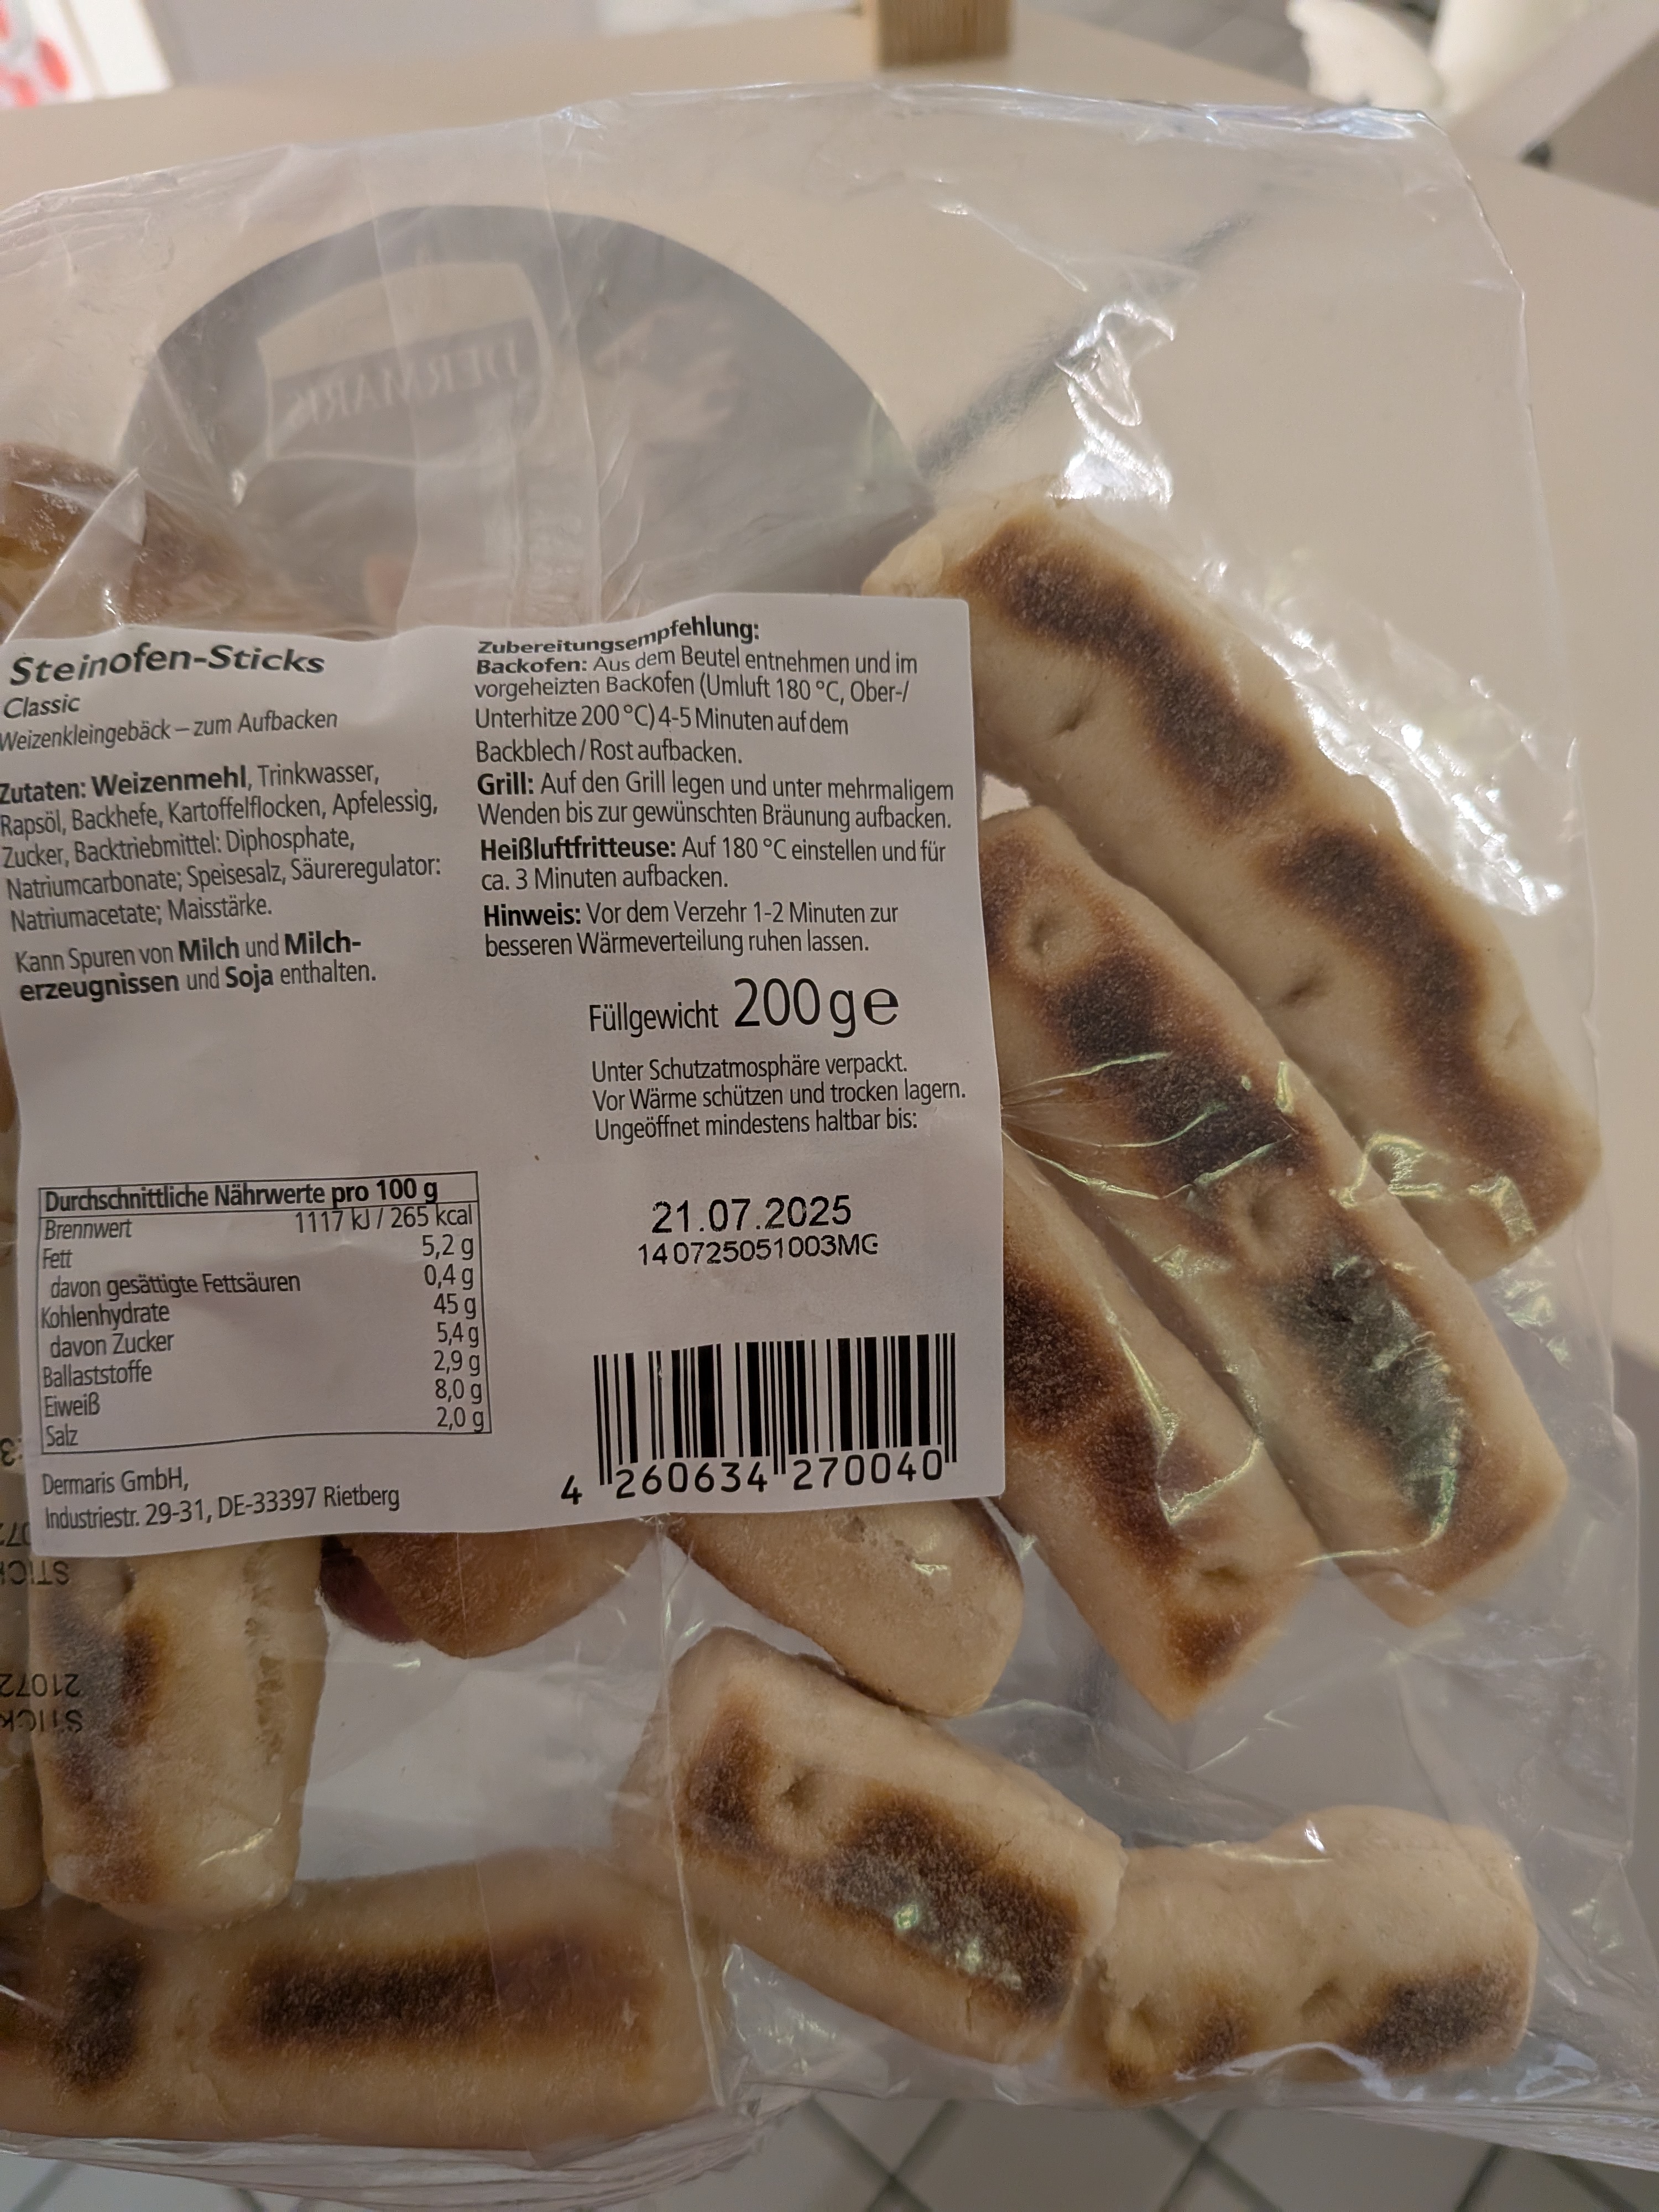 DERMARIS
Steinofen-Sticks
Classic
Weizenkleingebäck – zum Aufbacken
Zutaten: Weizenmehl, Trinkwasser,
Rapsöl, Backhefe, Kartoffelflocken, Apfelessig,
Zucker, Backtriebmittel: Diphosphate,
Natriumcarbonate; Speisesalz, Säureregulator:
Natriumacetate; Maisstärke.
Kann Spuren von Milch und Milch-
erzeugnissen und Soja enthalten.
Durchschnittliche Nährwerte pro 100 g
Brennwert 1117 kJ / 265 kcal
Fett 5,2 g
davon gesättigte Fettsäuren 0,4 g
Kohlenhydrate 45 g
davon Zucker 5,4 g
Ballaststoffe 2,9 g
Eiweiß 8,0 g
Salz 2,0 g
Dermaris GmbH,
Industriestr. 29-31, DE-33397 Rietberg
Zubereitungsempfehlung:
Backofen: Aus dem Beutel entnehmen und im
vorgeheizten Backofen (Umluft 180 °C, Ober-/
Unterhitze 200 °C) 4-5 Minuten auf dem
Backblech / Rost aufbacken.
Grill: Auf den Grill legen und unter mehrmaligem
Wenden bis zur gewünschten Bräunung aufbacken.
Heißluftfritteuse: Auf 180 °C einstellen und für
ca. 3 Minuten aufbacken.
Hinweis: Vor dem Verzehr 1-2 Minuten zur
besseren Wärmeverteilung ruhen lassen.
Füllgewicht 200 g e
Unter Schutzatmosphäre verpackt.
Vor Wärme schützen und trocken lagern.
Ungeöffnet mindestens haltbar bis:
21.07.2025
140725051003MG
4 260634 270040